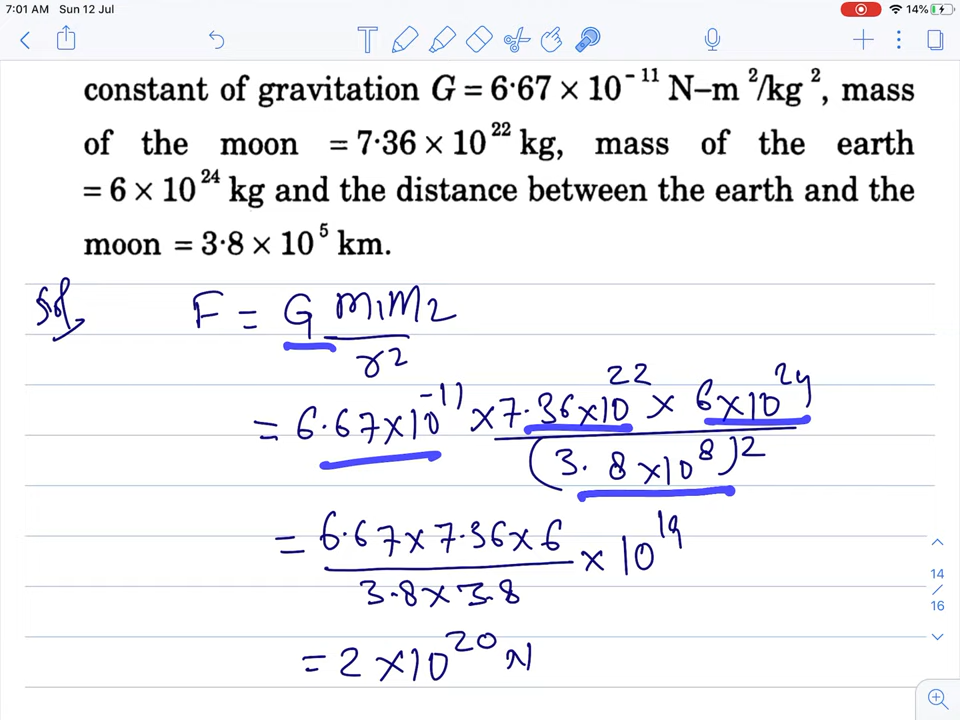 7:01 AM Sun 12 Jul 14%
constant of gravitation G = 6·67 × 10⁻¹¹ N–m²/kg², mass
of the moon = 7·36 × 10²² kg, mass of the earth
= 6 × 10²⁴ kg and the distance between the earth and the
moon = 3·8 × 10⁵ km.
Sol
F = G m₁m₂ / r²
= 6.67×10⁻¹¹ × 7.36×10²² × 6×10²⁴ / (3.8×10⁸)²
= 6.67×7.36×6 / 3.8×3.8 × 10¹⁹
= 2×10²⁰ N
14
/
16